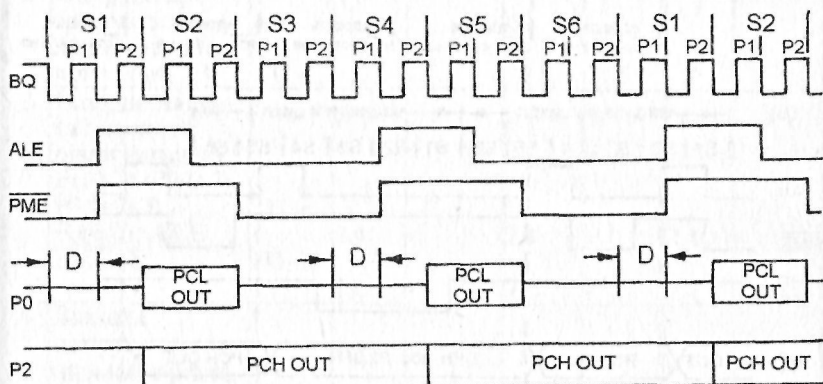 S1 S2 S3 S4 S5 S6 S1 S2
P1 P2 P1 P2 P1 P2 P1 P2 P1 P2 P1 P2 P1 P2 P1 P2
BQ
ALE
PME
D D D
P0 PCL OUT PCL OUT PCL OUT
P2 PCH OUT PCH OUT PCH OUT